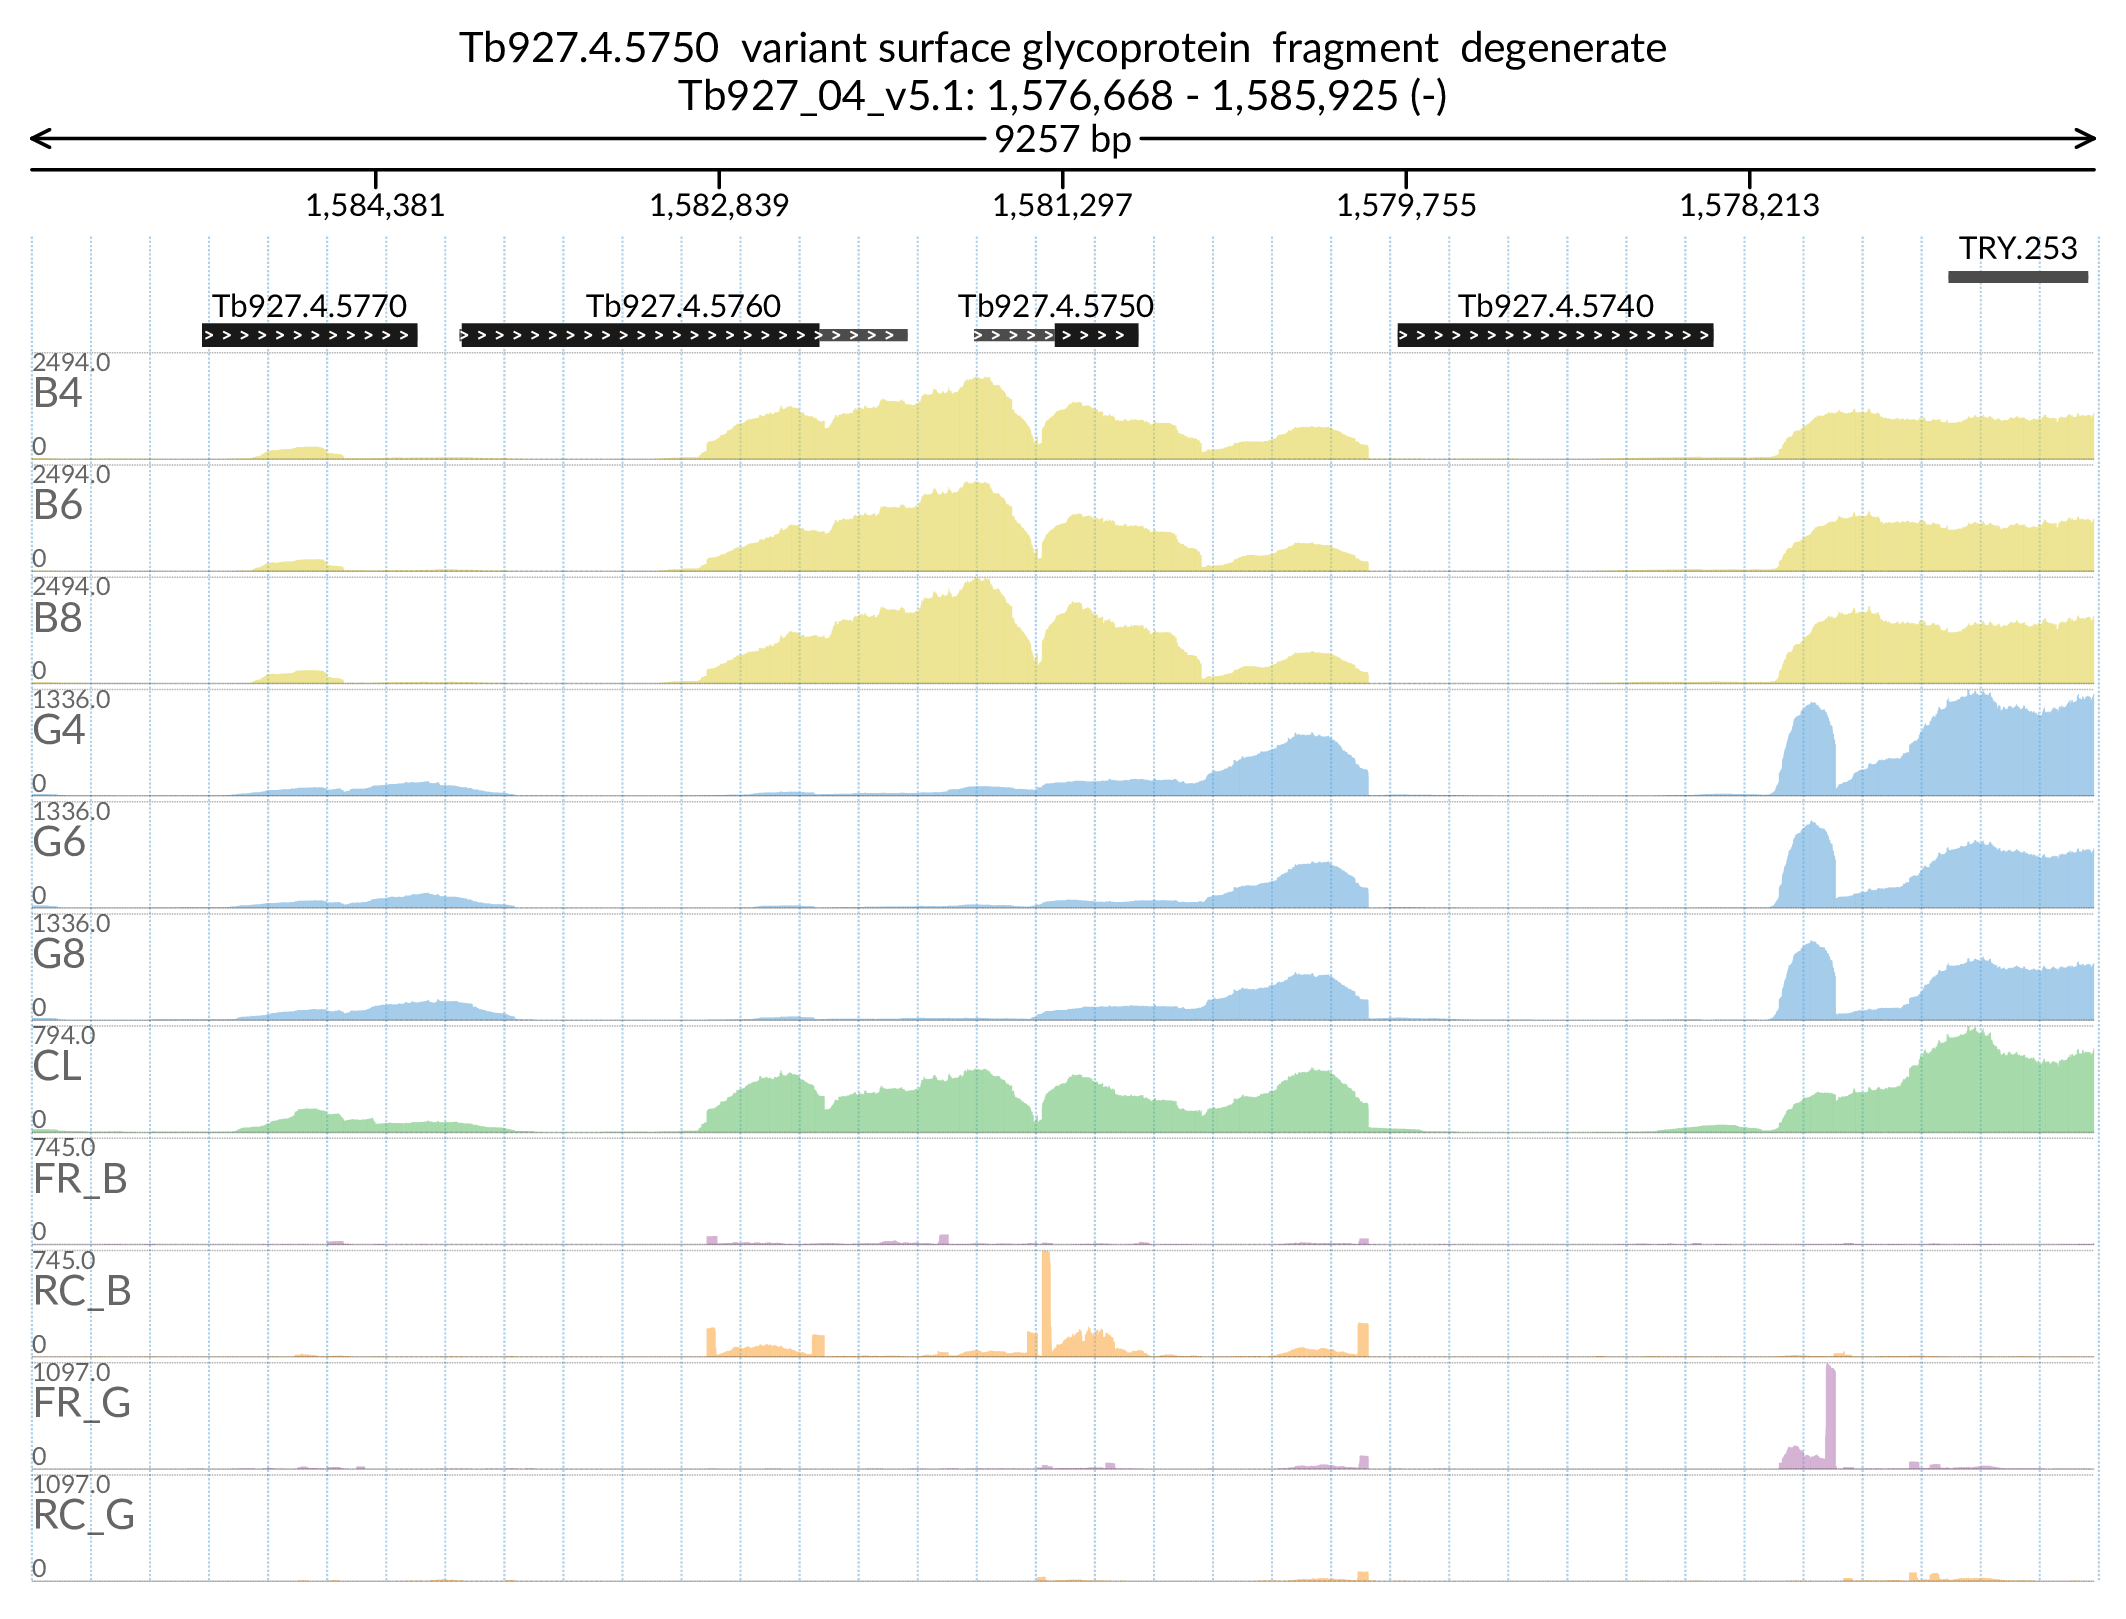 Tb927.4.5750 variant surface glycoprotein fragment degenerate
Tb927_04_v5.1: 1,576,668 - 1,585,925 (-)
9257 bp
1,584,381 1,582,839 1,581,297 1,579,755 1,578,213
TRY.253
Tb927.4.5770 Tb927.4.5760 Tb927.4.5750 Tb927.4.5740
2494.0
B4
0
2494.0
B6
0
2494.0
B8
0
1336.0
G4
0
1336.0
G6
0
1336.0
G8
0
794.0
CL
0
745.0
FR_B
0
745.0
RC_B
0
1097.0
FR_G
0
1097.0
RC_G
0